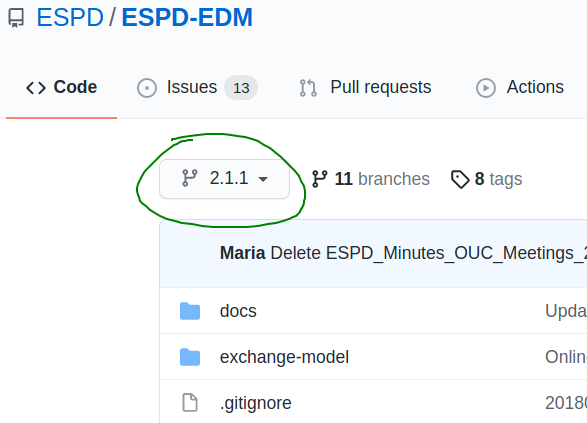 ESPD / ESPD-EDM
Code Issues 13 Pull requests Actions
2.1.1 11 branches 8 tags
Maria Delete ESPD_Minutes_OUC_Meetings_
docs Upda
exchange-model Onlin
.gitignore 2018